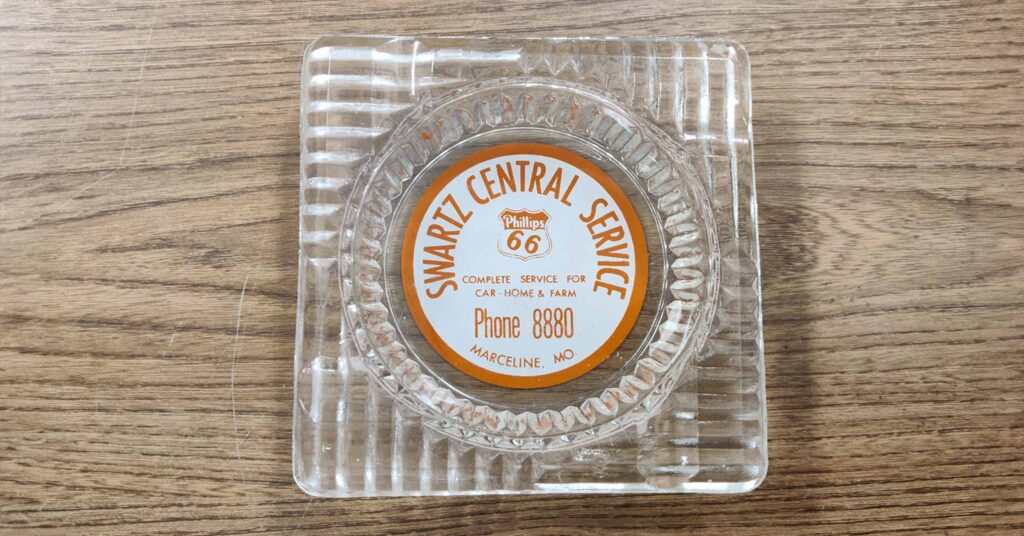 SWARTZ CENTRAL SERVICE
Phillips
66
COMPLETE SERVICE FOR
CAR - HOME & FARM
Phone 8880
MARCELINE, MO.